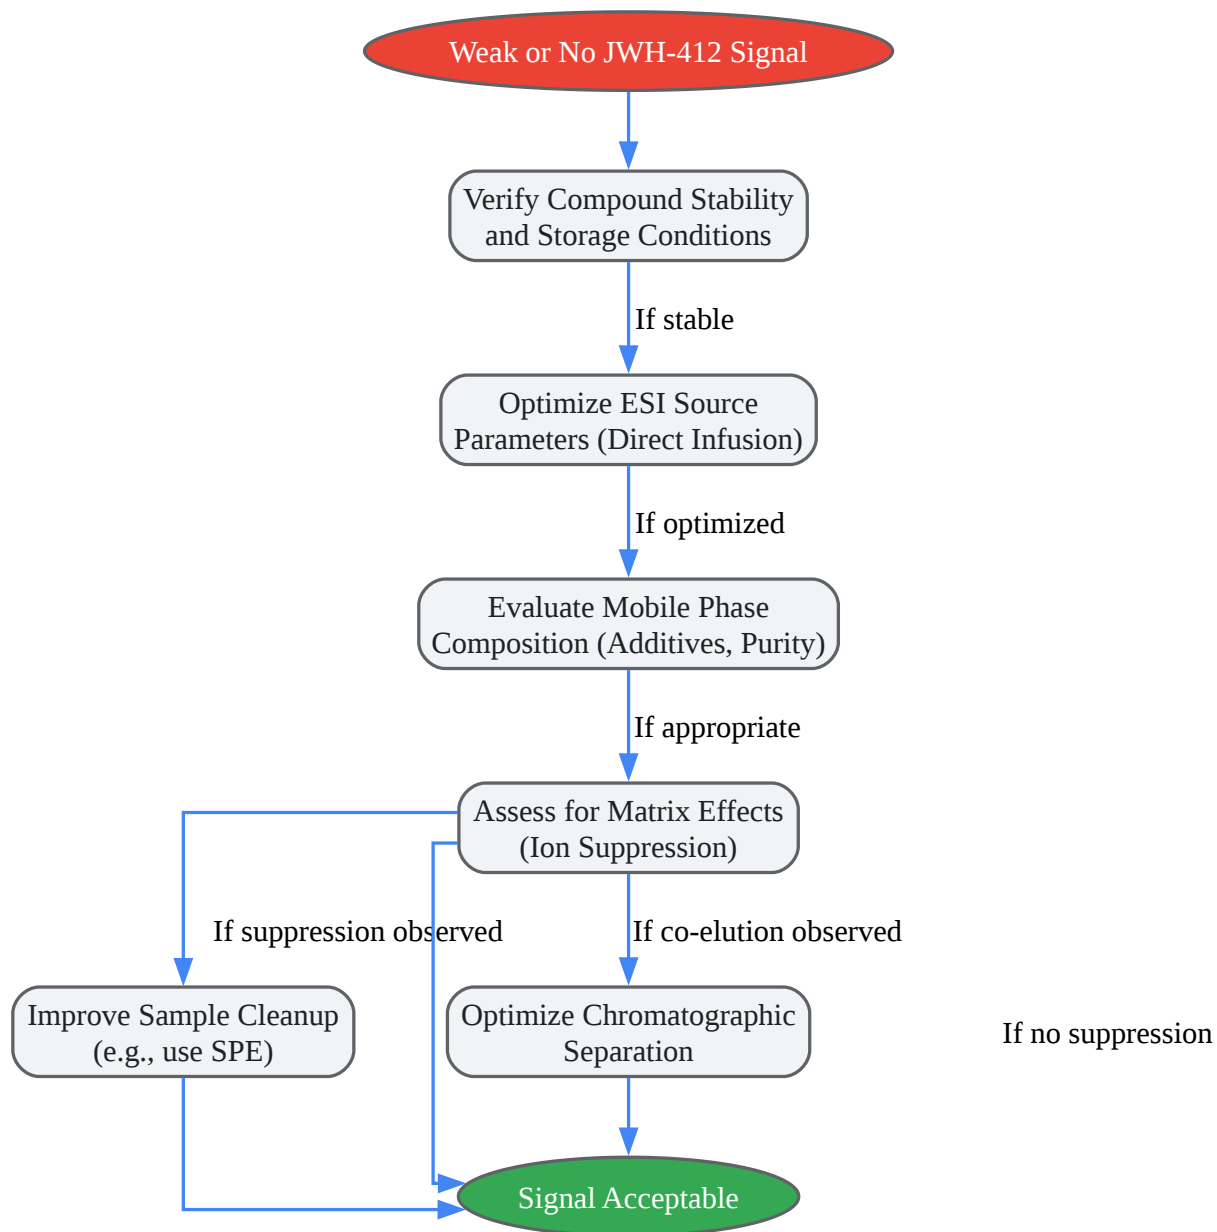 Weak or No JWH-412 Signal
Verify Compound Stability
and Storage Conditions
If stable
Optimize ESI Source
Parameters (Direct Infusion)
If optimized
Evaluate Mobile Phase
Composition (Additives, Purity)
If appropriate
Assess for Matrix Effects
(Ion Suppression)
If suppression observed
If co-elution observed
Improve Sample Cleanup
(e.g., use SPE)
Optimize Chromatographic
Separation
If no suppression
Signal Acceptable